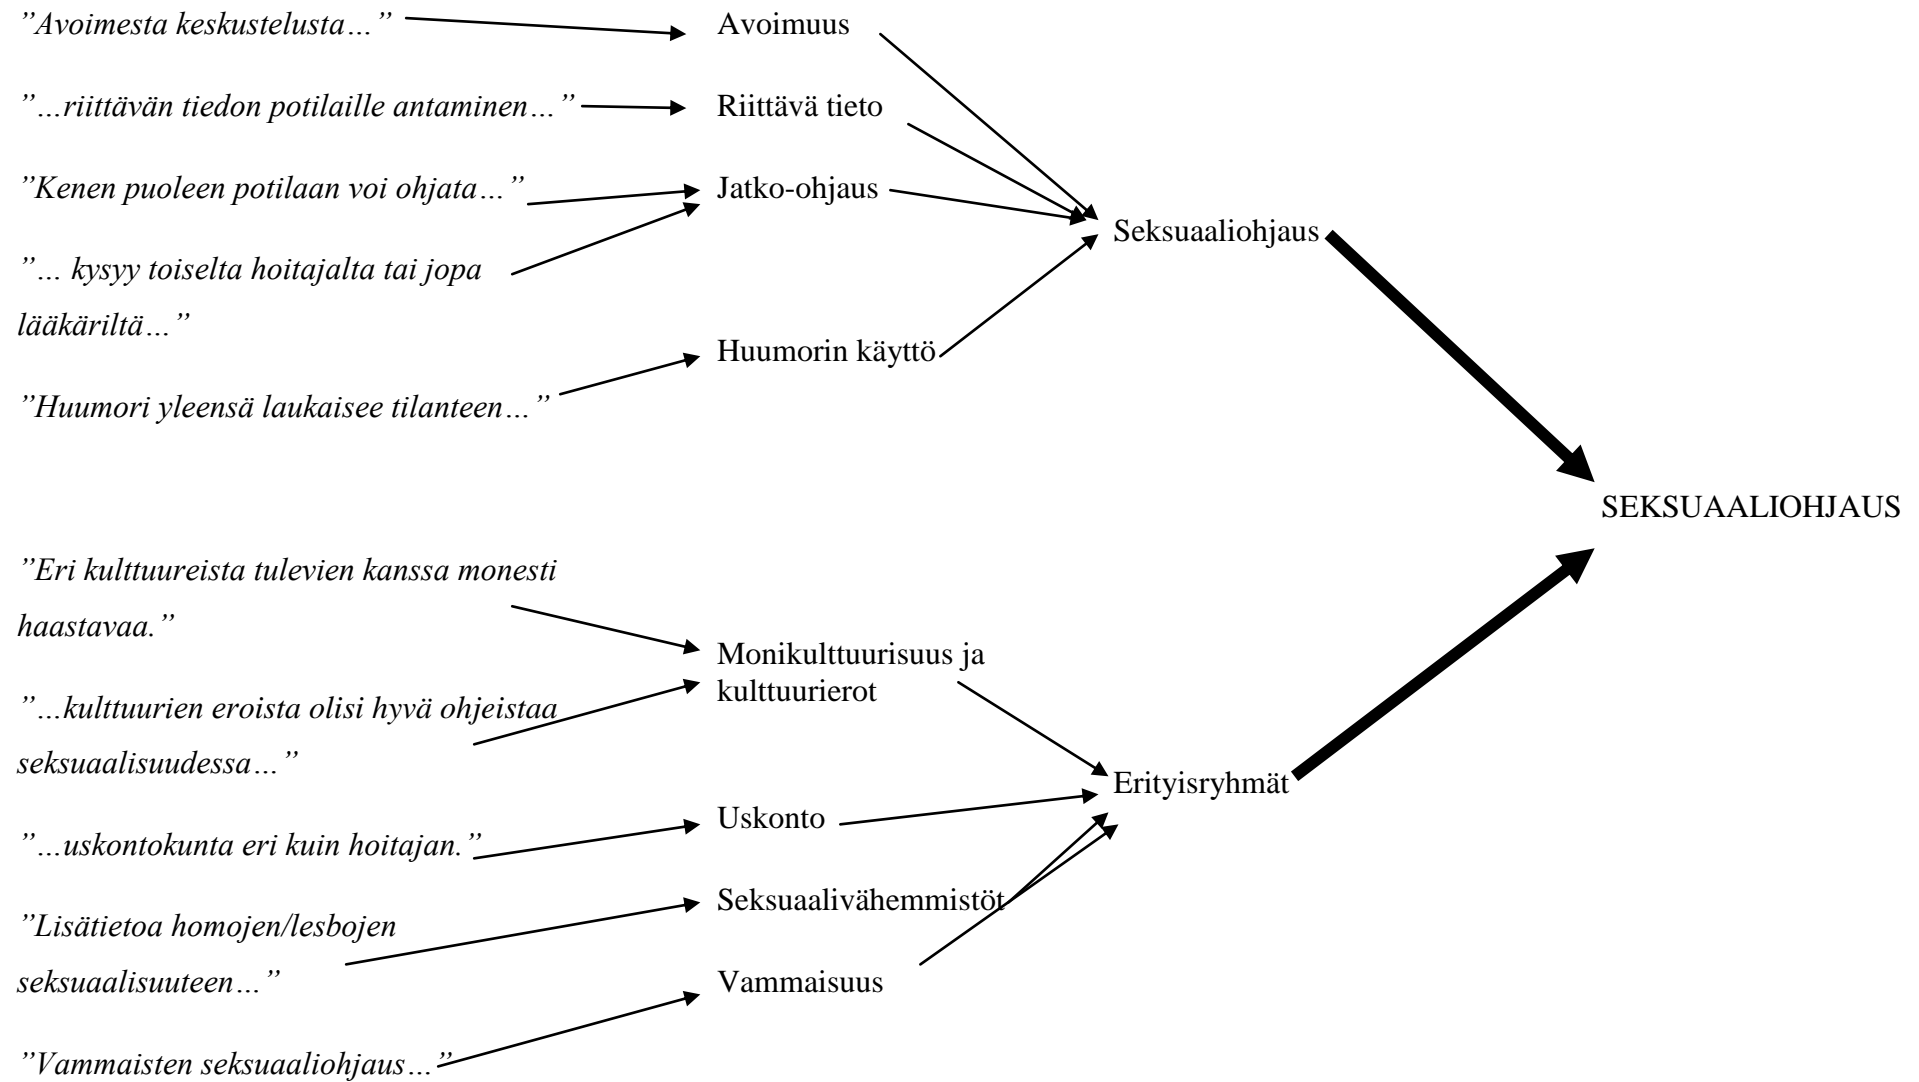 ”Avoimesta keskustelusta…”
Avoimuus
”…riittävän tiedon potilaille antaminen…”
Riittävä tieto
”Kenen puoleen potilaan voi ohjata…”
Jatko-ohjaus
Seksuaaliohjaus
”… kysyy toiselta hoitajalta tai jopa
lääkäriltä…”
Huumorin käyttö
”Huumori yleensä laukaisee tilanteen…”
SEKSUAALIOHJAUS
”Eri kulttuureista tulevien kanssa monesti
haastavaa.”
Monikulttuurisuus ja
kulttuurierot
”…kulttuurien eroista olisi hyvä ohjeistaa
seksuaalisuudessa…”
Erityisryhmät
Uskonto
”…uskontokunta eri kuin hoitajan.”
Seksuaalivähemmistöt
”Lisätietoa homojen/lesbojen
seksuaalisuuteen…”
Vammaisuus
”Vammaisten seksuaaliohjaus…”